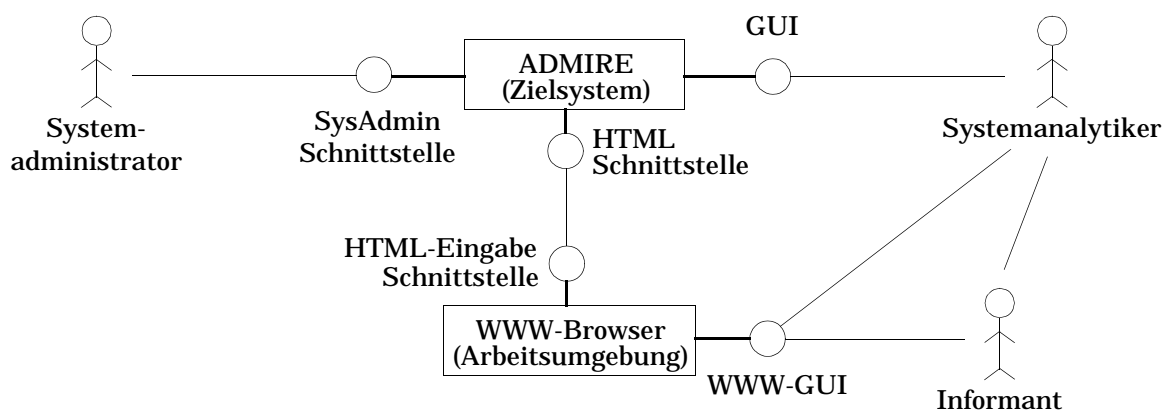 GUI
ADMIRE
(Zielsystem)
System-
administrator
SysAdmin
Schnittstelle
HTML
Schnittstelle
Systemanalytiker
HTML-Eingabe
Schnittstelle
WWW-Browser
(Arbeitsumgebung)
WWW-GUI
Informant